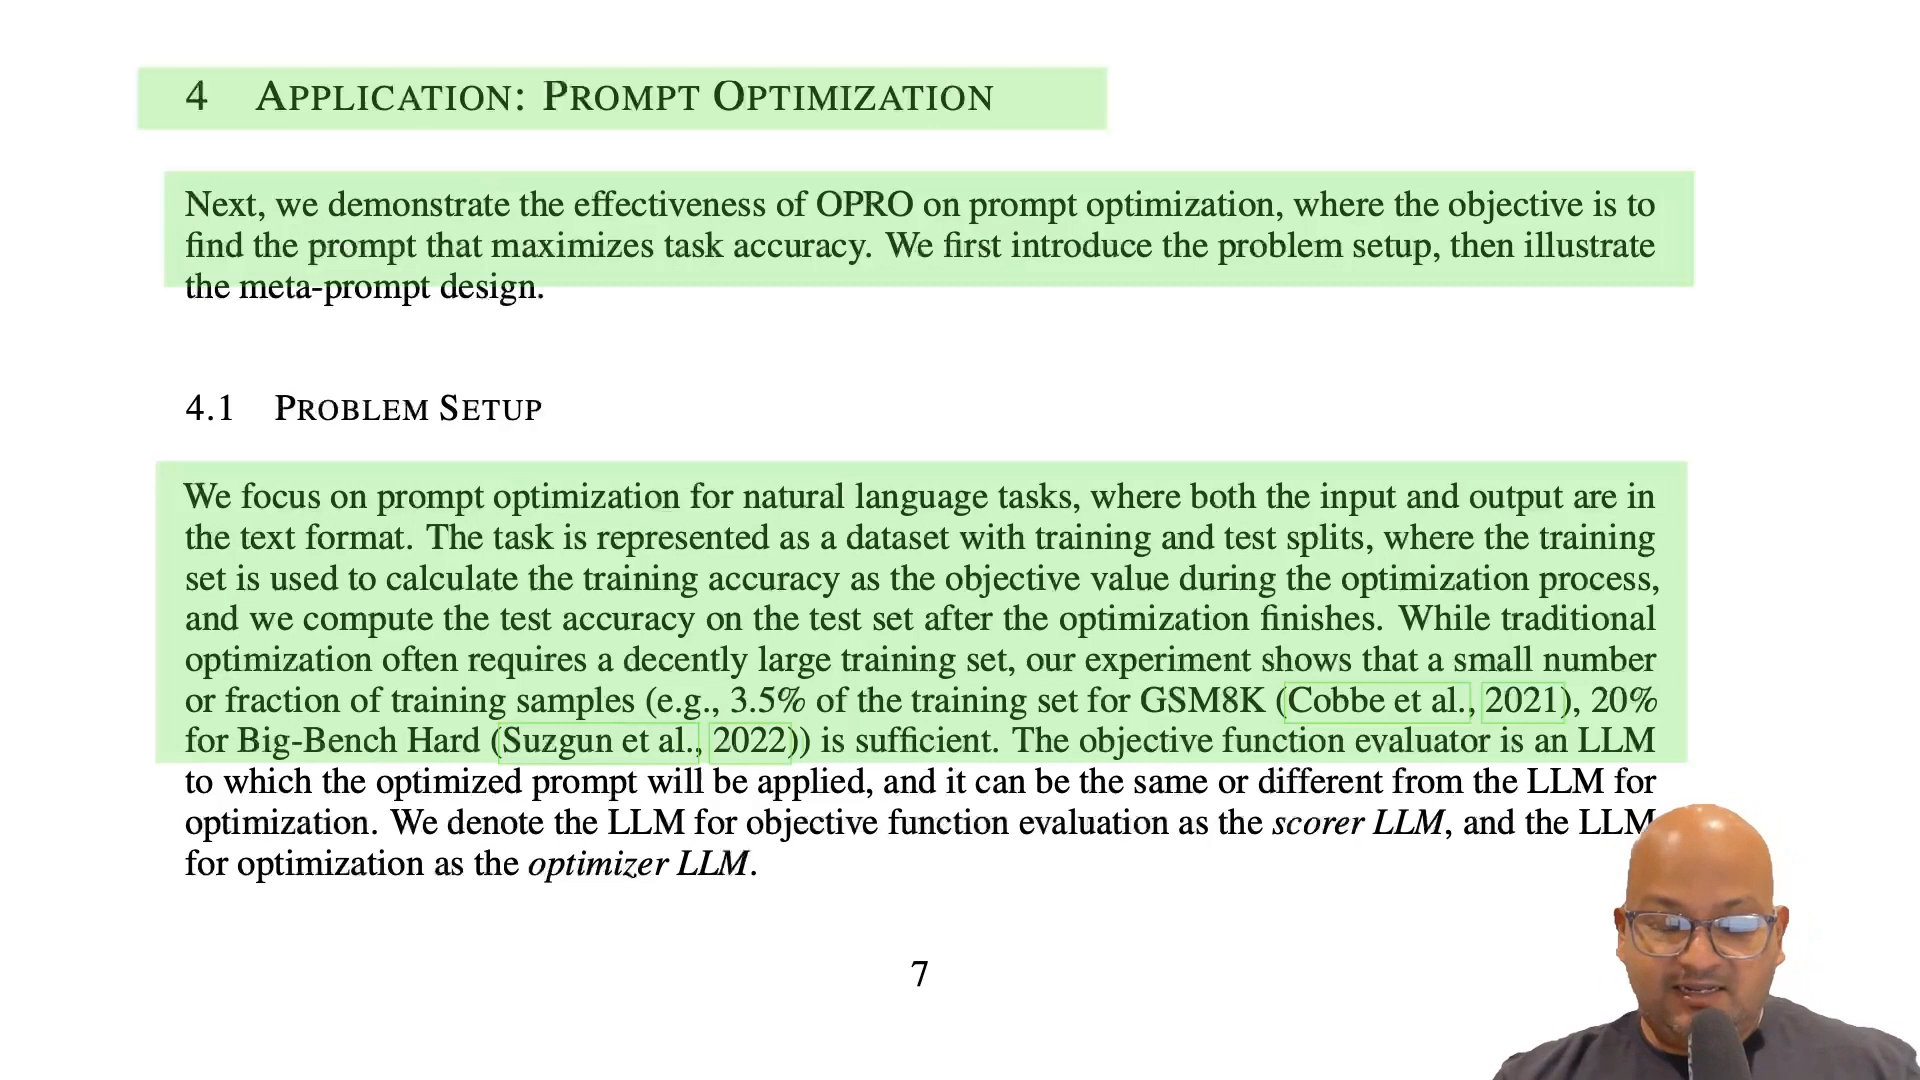 4 APPLICATION: PROMPT OPTIMIZATION
Next, we demonstrate the effectiveness of OPRO on prompt optimization, where the objective is to
find the prompt that maximizes task accuracy. We first introduce the problem setup, then illustrate
the meta-prompt design.
4.1 PROBLEM SETUP
We focus on prompt optimization for natural language tasks, where both the input and output are in
the text format. The task is represented as a dataset with training and test splits, where the training
set is used to calculate the training accuracy as the objective value during the optimization process,
and we compute the test accuracy on the test set after the optimization finishes. While traditional
optimization often requires a decently large training set, our experiment shows that a small number
or fraction of training samples (e.g., 3.5% of the training set for GSM8K (Cobbe et al., 2021), 20%
for Big-Bench Hard (Suzgun et al., 2022)) is sufficient. The objective function evaluator is an LLM
to which the optimized prompt will be applied, and it can be the same or different from the LLM for
optimization. We denote the LLM for objective function evaluation as the scorer LLM, and the LLM
for optimization as the optimizer LLM.
7